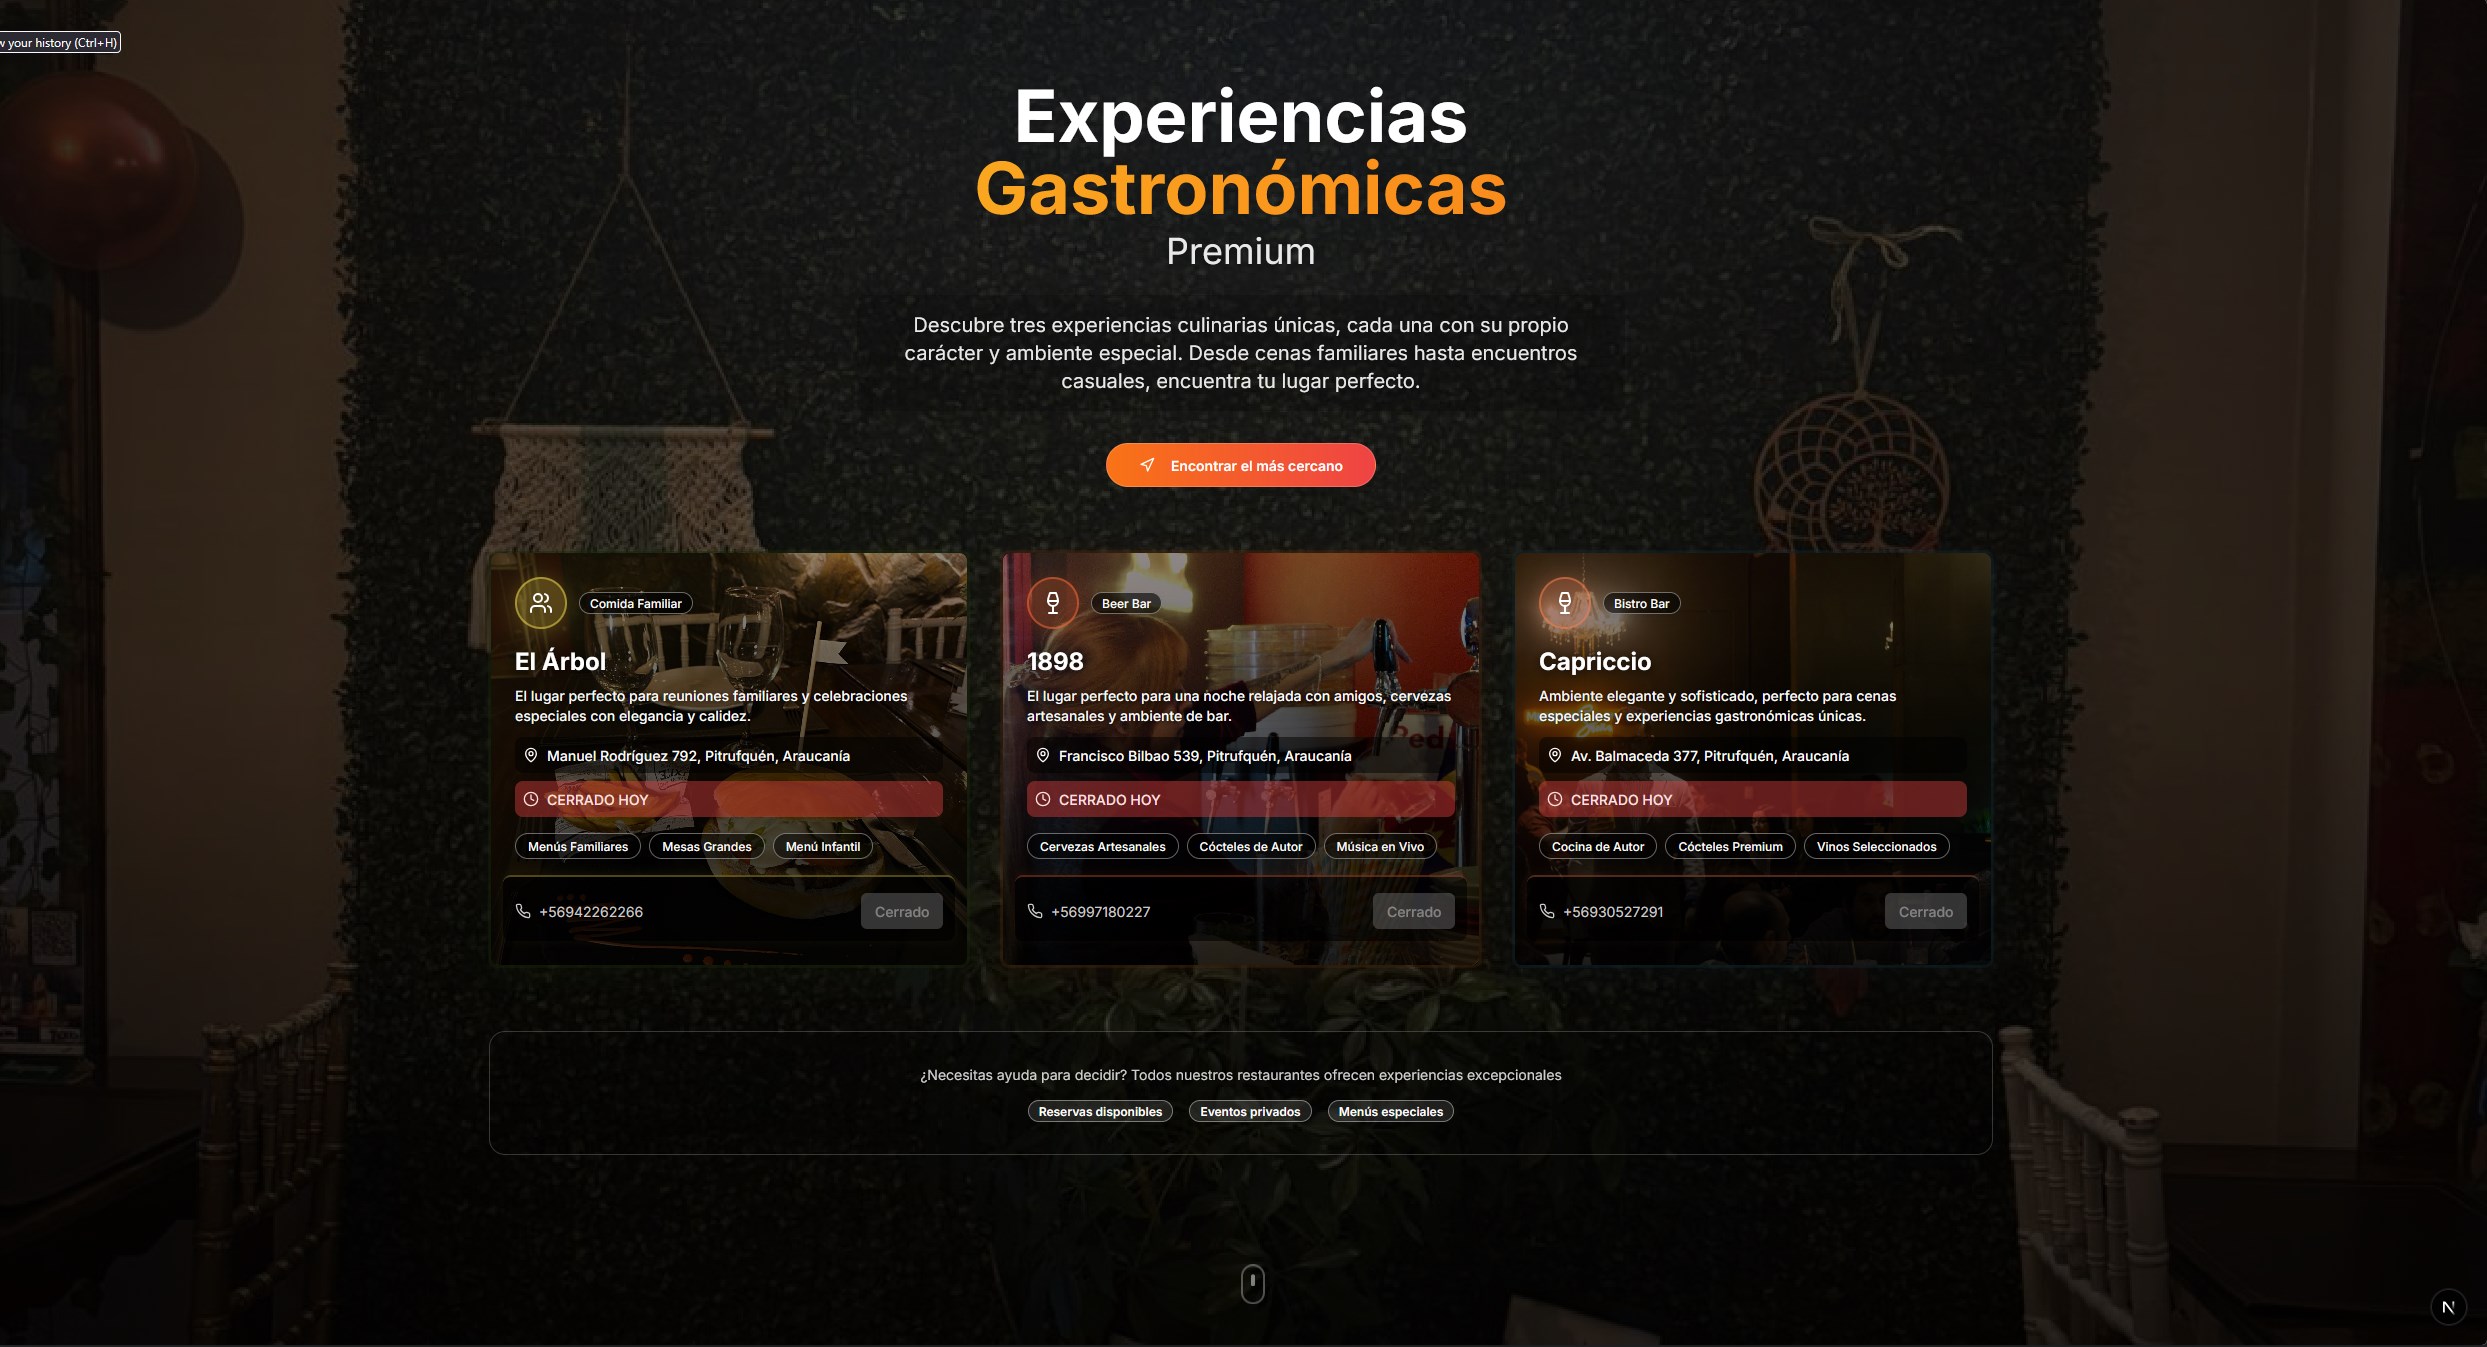 w your history (Ctrl+H)
Experiencias
Gastronómicas
Premium
Descubre tres experiencias culinarias únicas, cada una con su propio
carácter y ambiente especial. Desde cenas familiares hasta encuentros
casuales, encuentra tu lugar perfecto.
Encontrar el más cercano
Comida Familiar
El Árbol
El lugar perfecto para reuniones familiares y celebraciones
especiales con elegancia y calidez.
Manuel Rodríguez 792, Pitrufquén, Araucanía
CERRADO HOY
Menús Familiares Mesas Grandes Menú Infantil
+56942262266 Cerrado
Beer Bar
1898
El lugar perfecto para una noche relajada con amigos, cervezas
artesanales y ambiente de bar.
Francisco Bilbao 539, Pitrufquén, Araucanía
CERRADO HOY
Cervezas Artesanales Cócteles de Autor Música en Vivo
+56997180227 Cerrado
Bistro Bar
Capriccio
Ambiente elegante y sofisticado, perfecto para cenas
especiales y experiencias gastronómicas únicas.
Av. Balmaceda 377, Pitrufquén, Araucanía
CERRADO HOY
Cocina de Autor Cócteles Premium Vinos Seleccionados
+56930527291 Cerrado
¿Necesitas ayuda para decidir? Todos nuestros restaurantes ofrecen experiencias excepcionales
Reservas disponibles Eventos privados Menús especiales
N